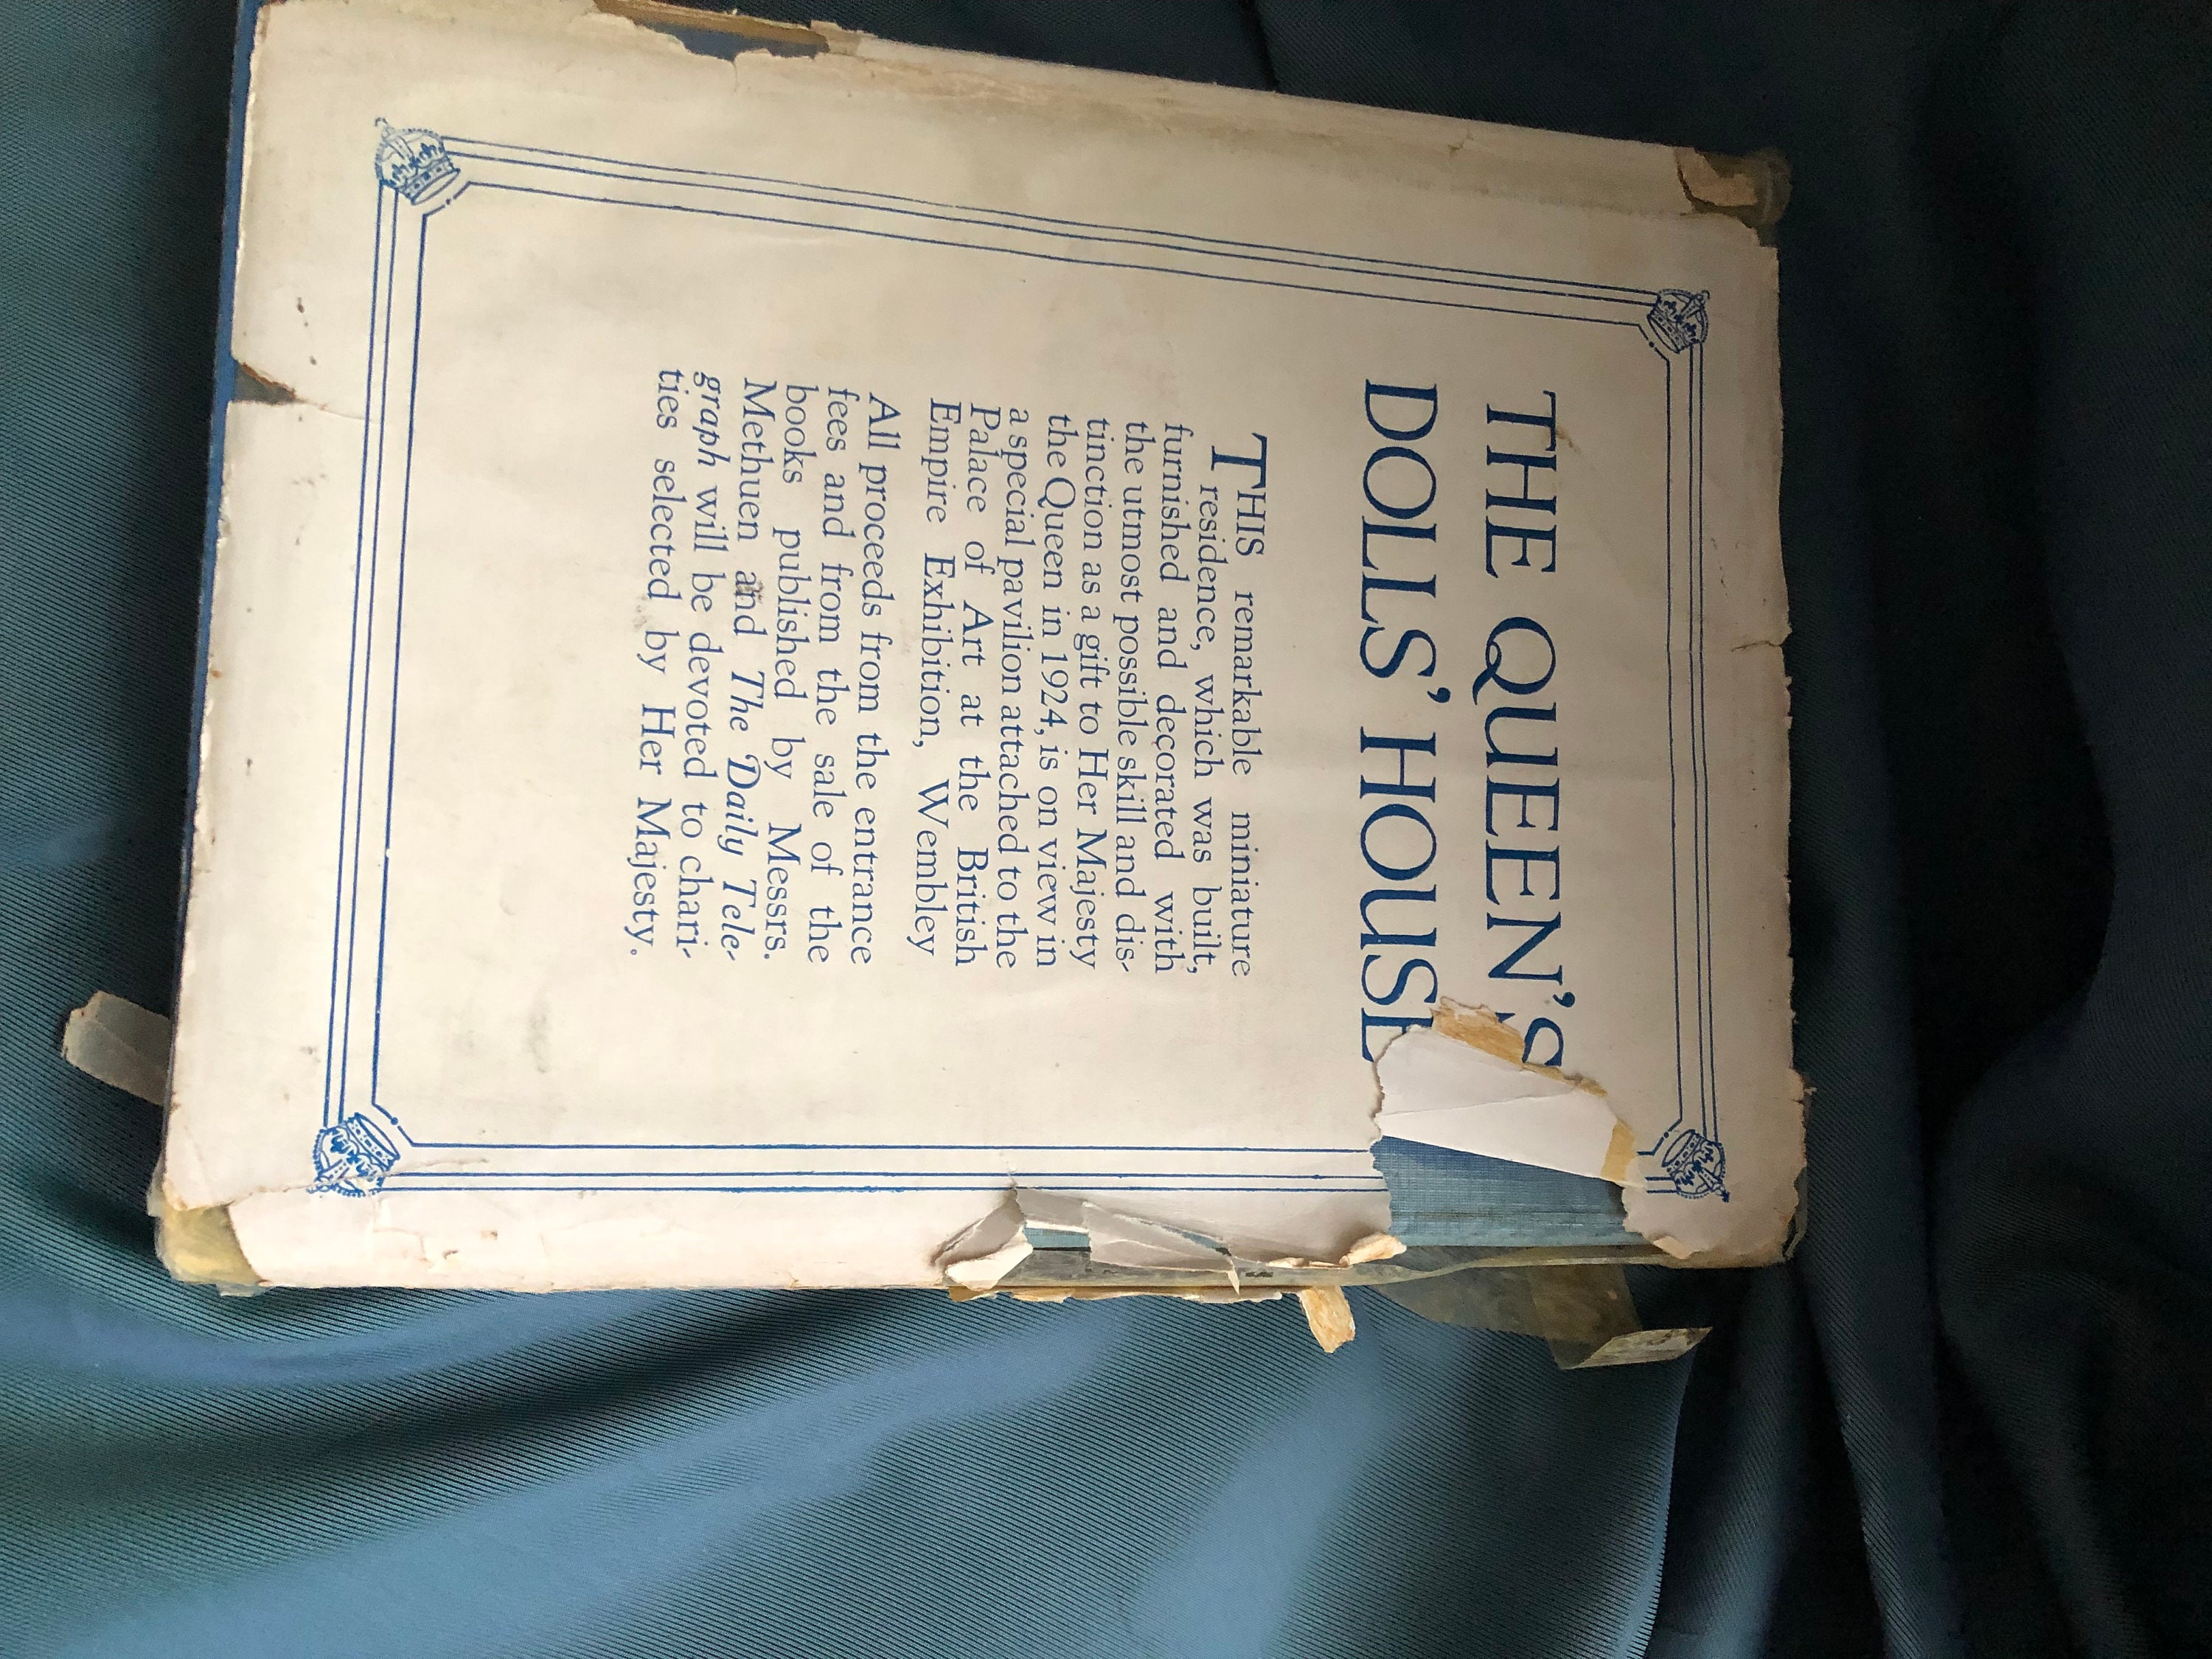 THE QUEEN'S
DOLLS' HOUSE
THIS remarkable miniature
residence, which was built,
furnished and decorated with
the utmost possible skill and dis-
tinction as a gift to Her Majesty
the Queen in 1924, is on view in
a special pavilion attached to the
Palace of Art at the British
Empire Exhibition, Wembley
All proceeds from the entrance
fees and from the sale of the
books published by Messrs.
Methuen and The Daily Tele-
graph will be devoted to chari-
ties selected by Her Majesty.